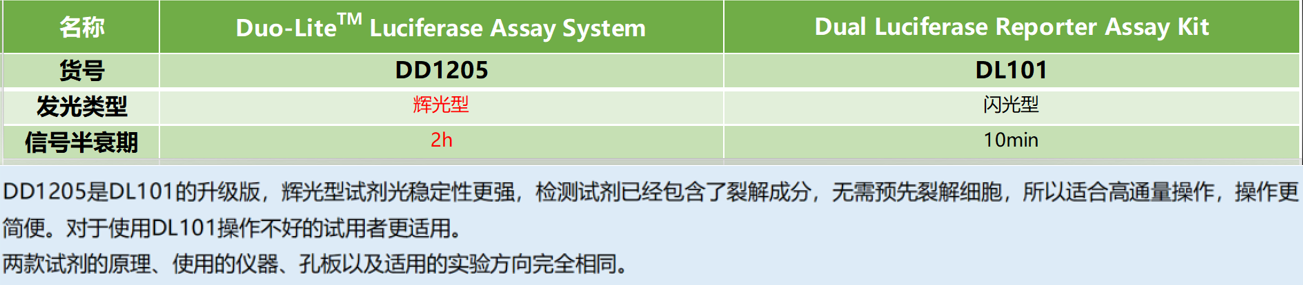 名称 Duo-Lite™ Luciferase Assay System Dual Luciferase Reporter Assay Kit
货号 DD1205 DL101
发光类型 辉光型 闪光型
信号半衰期 2h 10min
DD1205是DL101的升级版，辉光型试剂光稳定性更强，检测试剂已经包含了裂解成分，无需预先裂解细胞，所以适合高通量操作，操作更
简便。对于使用DL101操作不好的试用者更适用。
两款试剂的原理、使用的仪器、孔板以及适用的实验方向完全相同。